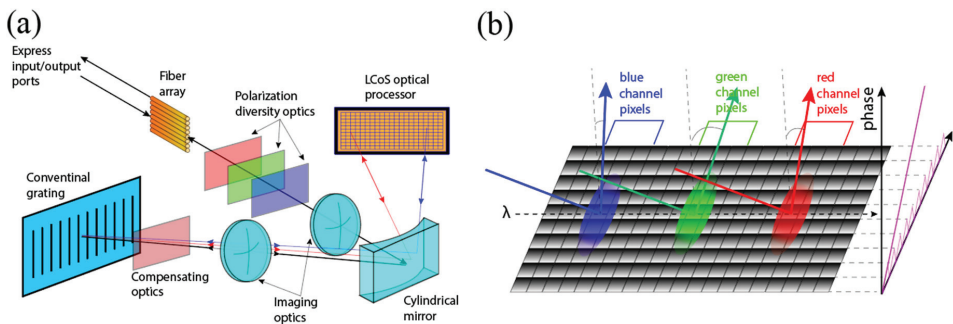 (a)
Express
input/output
ports
Fiber
array
Polarization
diversity optics
LCoS optical
processor
Conventinal
grating
Compensating
optics
Imaging
optics
Cylindrical
mirror
(b)
blue
channel
pixels
green
channel
pixels
red
channel
pixels
phase
λ